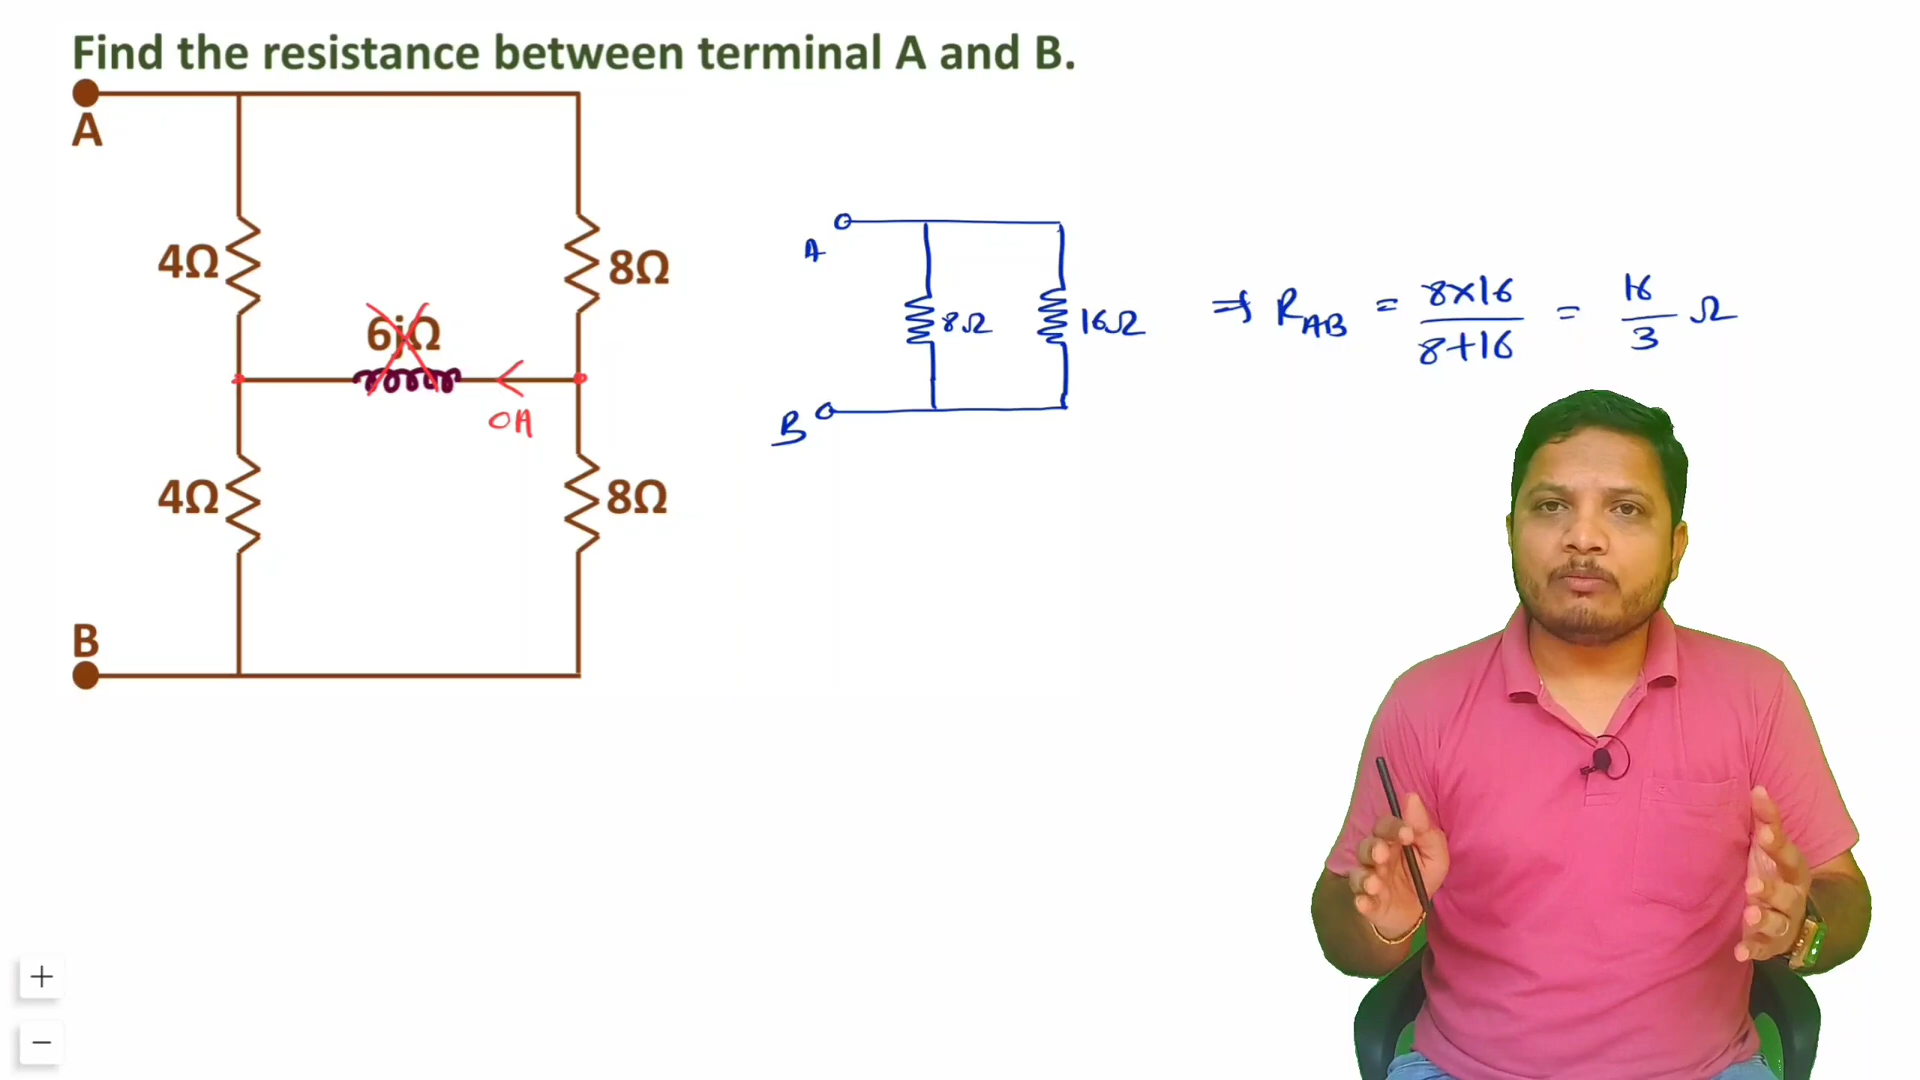 Find the resistance between terminal A and B.
A
4Ω
8Ω
6jΩ
0A
4Ω
8Ω
B
A
8Ω
16Ω
B
⇒ R_AB = 8×16 / 8+16 = 16/3 Ω
+
−